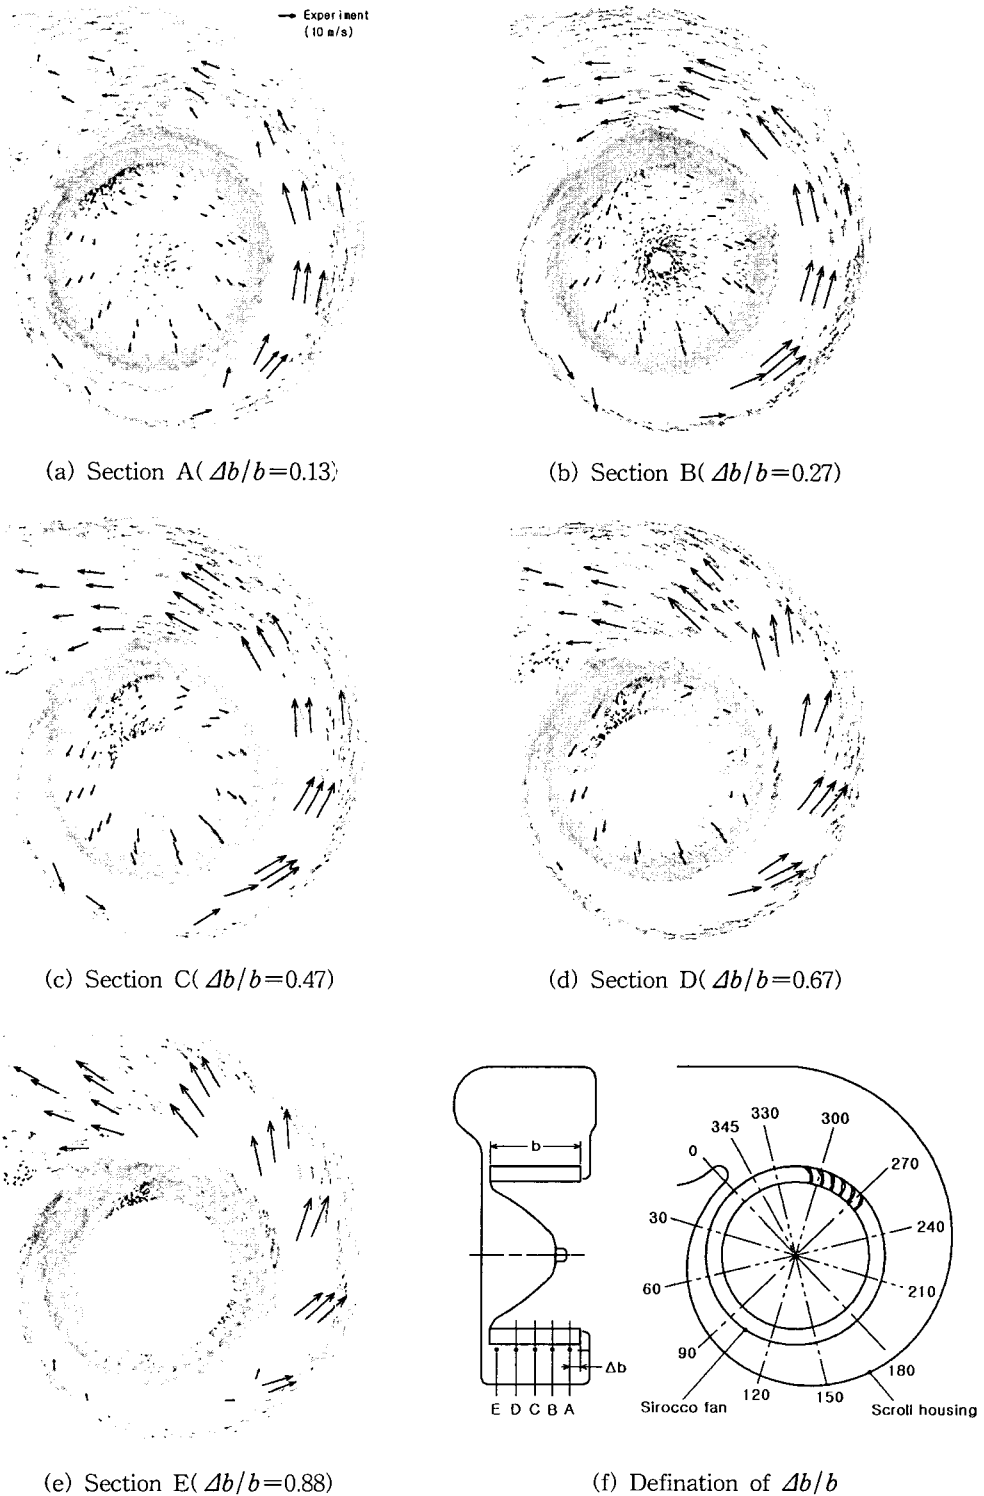 Experiment
(10 m/s)
(a) Section A( Δb/b=0.13)
(b) Section B( Δb/b=0.27)
(c) Section C( Δb/b=0.47)
(d) Section D( Δb/b=0.67)
b
Δb
E D C B A
0
345
330
300
270
240
210
180
150
120
90
60
30
Sirocco fan
Scroll housing
(e) Section E( Δb/b=0.88)
(f) Defination of Δb/b